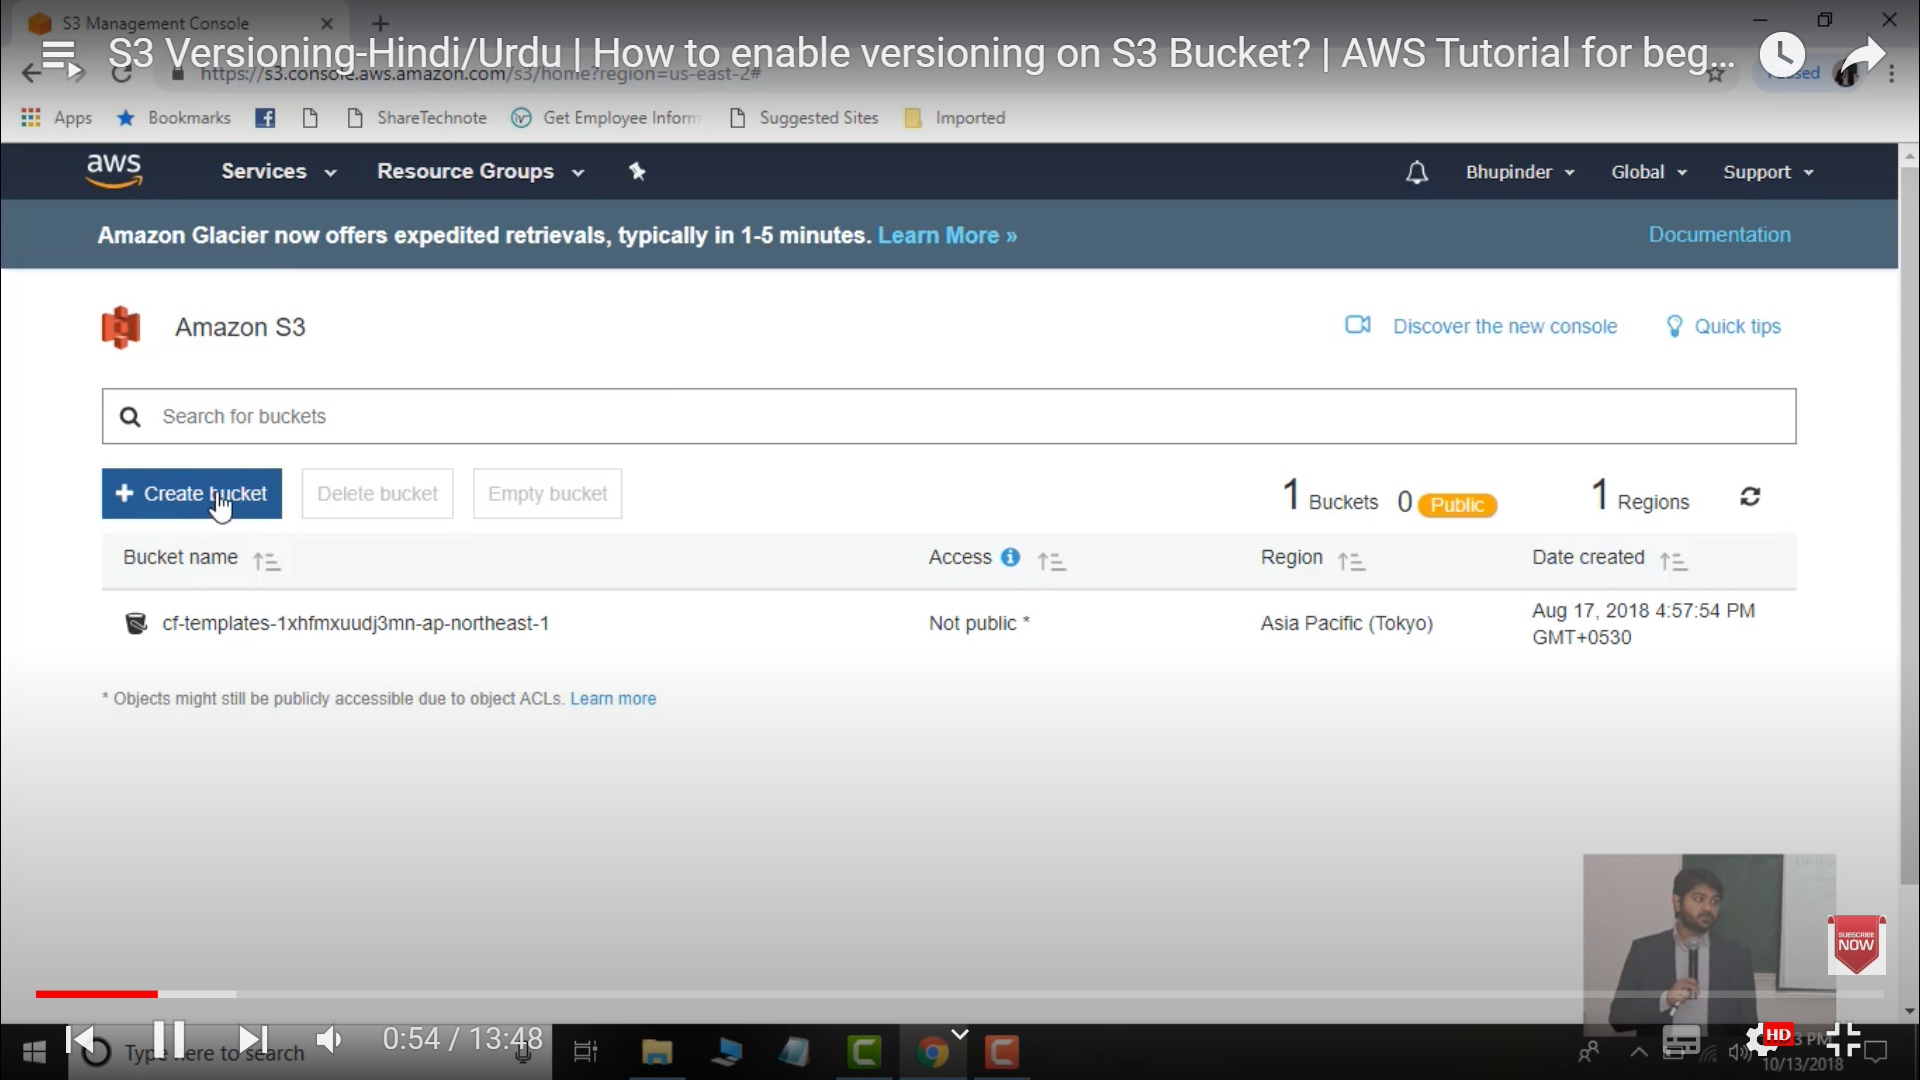 S3 Management Console
S3 Versioning-Hindi/Urdu | How to enable versioning on S3 Bucket? | AWS Tutorial for beg...
https://s3.console.aws.amazon.com/s3/home?region=us-east-2#
Apps Bookmarks ShareTechnote Get Employee Inform Suggested Sites Imported
aws Services Resource Groups Bhupinder Global Support
Amazon Glacier now offers expedited retrievals, typically in 1-5 minutes. Learn More » Documentation
Amazon S3 Discover the new console Quick tips
Search for buckets
Create bucket Delete bucket Empty bucket 1 Buckets 0 Public 1 Regions
Bucket name Access Region Date created
cf-templates-1xhfmxuudj3mn-ap-northeast-1 Not public * Asia Pacific (Tokyo) Aug 17, 2018 4:57:54 PM
GMT+0530
* Objects might still be publicly accessible due to object ACLs. Learn more
SUBSCRIBE
NOW
0:54 / 13:48
Type here to search
HD
PM
10/13/2018